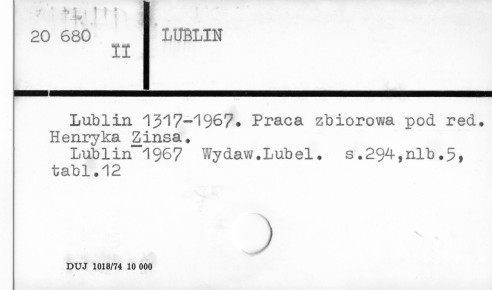 20 680
II
LUBLIN
Lublin 1317-1967. Praca zbiorowa pod red.
Henryka Zinsa.
Lublin 1967 Wydaw.Lubel. s.294,nlb.5,
tabl.12
DUJ 1018/74 10 000